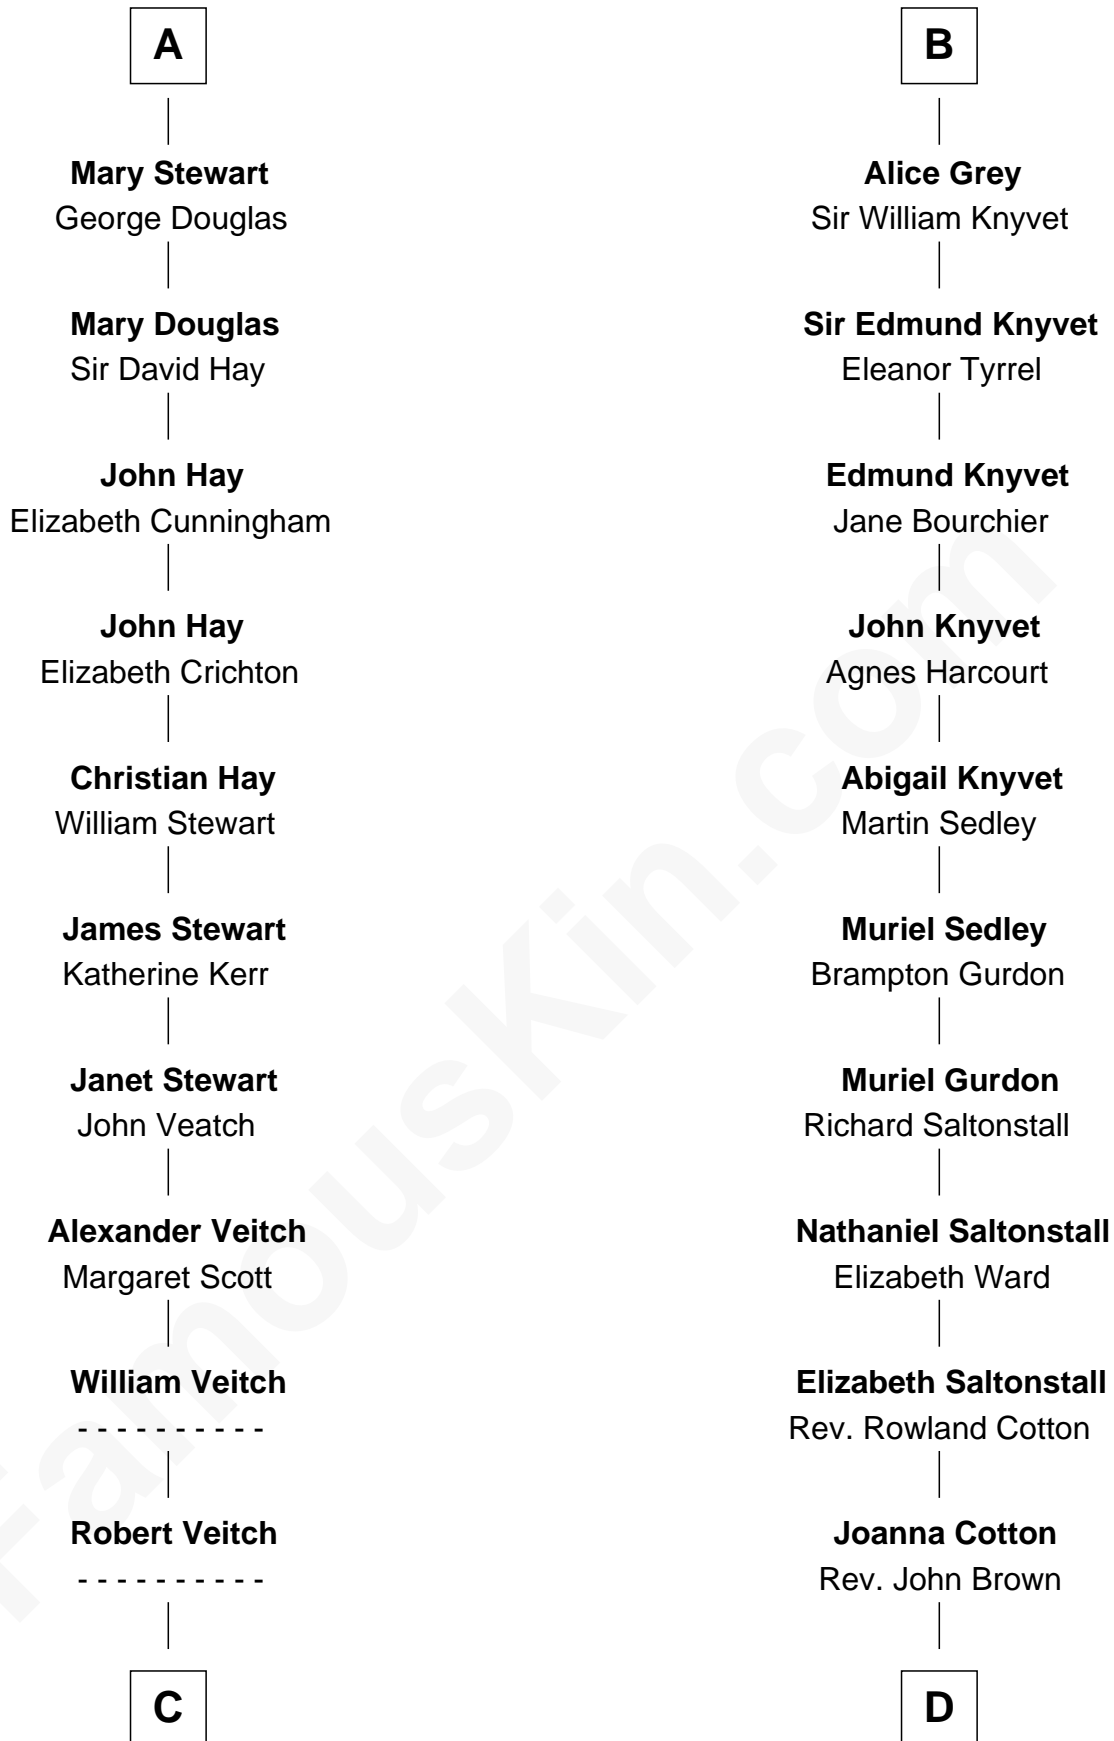 A
Mary Stewart
George Douglas
Mary Douglas
Sir David Hay
John Hay
Elizabeth Cunningham
John Hay
Elizabeth Crichton
Christian Hay
William Stewart
James Stewart
Katherine Kerr
Janet Stewart
John Veatch
Alexander Veitch
Margaret Scott
William Veitch
- - - - - - - - - -
Robert Veitch
- - - - - - - - - -
C
B
Alice Grey
Sir William Knyvet
Sir Edmund Knyvet
Eleanor Tyrrel
Edmund Knyvet
Jane Bourchier
John Knyvet
Agnes Harcourt
Abigail Knyvet
Martin Sedley
Muriel Sedley
Brampton Gurdon
Muriel Gurdon
Richard Saltonstall
Nathaniel Saltonstall
Elizabeth Ward
Elizabeth Saltonstall
Rev. Rowland Cotton
Joanna Cotton
Rev. John Brown
D
FamousKin.com